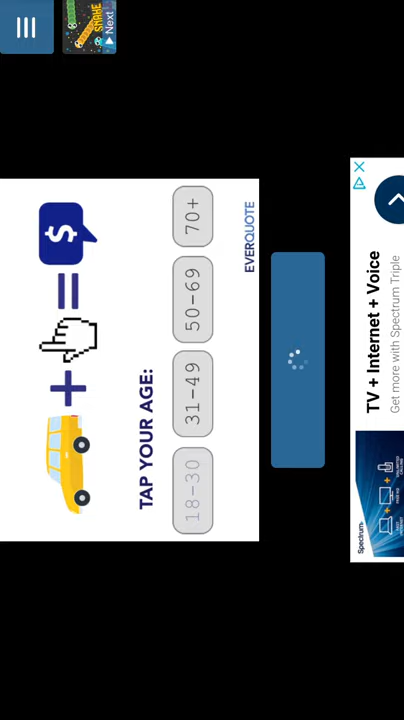 SNAKE
Next
$
+ =
TAP YOUR AGE:
18-30 31-49 50-69 70+
EVERQUOTE
TV + Internet + Voice
Get more with Spectrum Triple
Spectrum